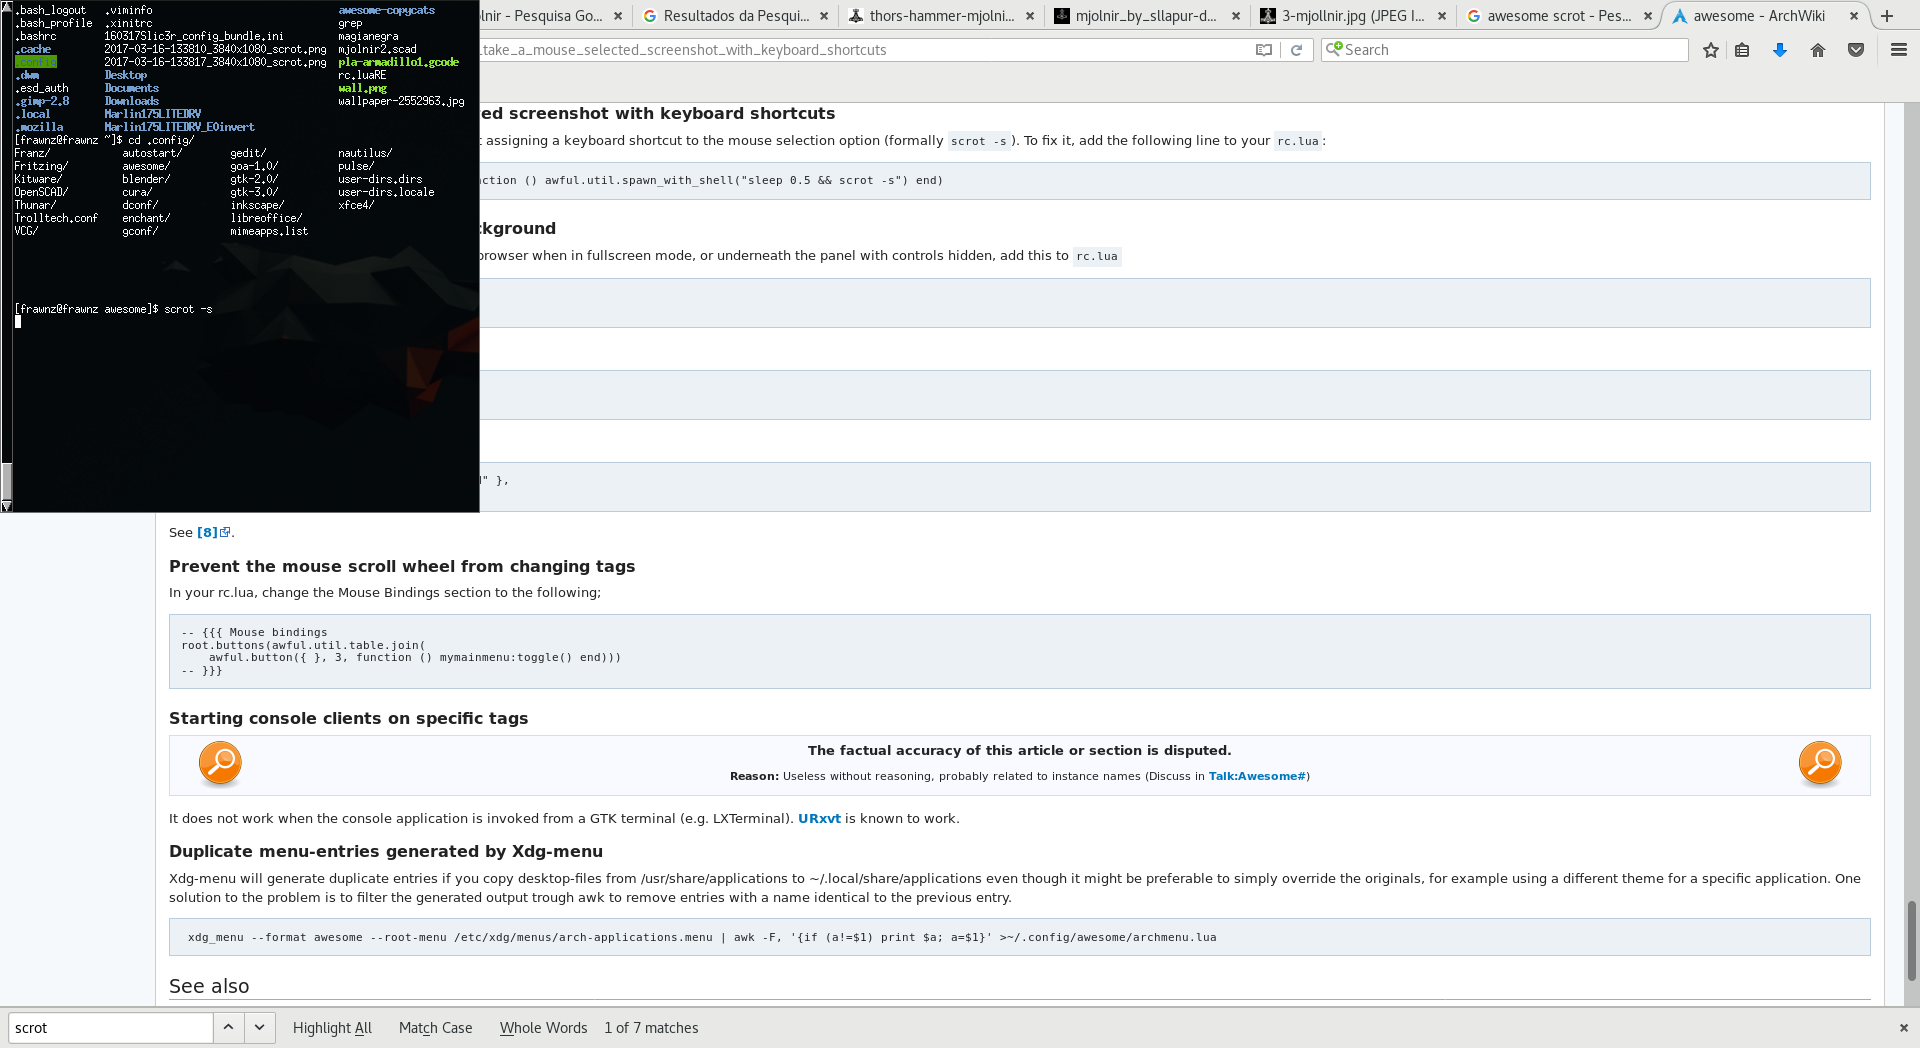 .bash_logout .viminfo awesome-copycats
.bash_profile .xinitrc grep
.bashrc 160317Slic3r_config_bundle.ini magianegra
.cache 2017-03-16-133810_3840x1080_scrot.png mjolnir2.scad
.config 2017-03-16-133817_3840x1080_scrot.png pla-armadillo1.gcode
.dwm Desktop rc.luaRE
.esd_auth Documents wall.png
.gimp-2.8 Downloads wallpaper-2552963.jpg
.local Marlin175LITEDRV
.mozilla Marlin175LITEDRV_EOinvert
[frawnz@frawnz ~]$ cd .config/
Franz/ autostart/ gedit/ nautilus/
Fritzing/ awesome/ goa-1.0/ pulse/
Kitware/ blender/ gtk-2.0/ user-dirs.dirs
OpenSCAD/ cura/ gtk-3.0/ user-dirs.locale
Thunar/ dconf/ inkscape/ xfce4/
Trolltech.conf enchant/ libreoffice/
VCG/ gconf/ mimeapps.list
[frawnz@frawnz awesome]$ scrot -s
olnir - Pesquisa Go... Resultados da Pesqui... thors-hammer-mjolni... mjolnir_by_sllapur-d... 3-mjollnir.jpg (JPEG I... awesome scrot - Pes... awesome - ArchWiki
_take_a_mouse_selected_screenshot_with_keyboard_shortcuts Search
ed screenshot with keyboard shortcuts
t assigning a keyboard shortcut to the mouse selection option (formally scrot -s ). To fix it, add the following line to your rc.lua :
ction () awful.util.spawn_with_shell("sleep 0.5 && scrot -s") end)
ckground
browser when in fullscreen mode, or underneath the panel with controls hidden, add this to rc.lua
" },
See [8].
Prevent the mouse scroll wheel from changing tags
In your rc.lua, change the Mouse Bindings section to the following;
-- {{{ Mouse bindings
root.buttons(awful.util.table.join(
awful.button({ }, 3, function () mymainmenu:toggle() end)))
-- }}}
Starting console clients on specific tags
The factual accuracy of this article or section is disputed.
Reason: Useless without reasoning, probably related to instance names (Discuss in Talk:Awesome#)
It does not work when the console application is invoked from a GTK terminal (e.g. LXTerminal). URxvt is known to work.
Duplicate menu-entries generated by Xdg-menu
Xdg-menu will generate duplicate entries if you copy desktop-files from /usr/share/applications to ~/.local/share/applications even though it might be preferable to simply override the originals, for example using a different theme for a specific application. One
solution to the problem is to filter the generated output trough awk to remove entries with a name identical to the previous entry.
xdg_menu --format awesome --root-menu /etc/xdg/menus/arch-applications.menu | awk -F, '{if (a!=$1) print $a; a=$1}' >~/.config/awesome/archmenu.lua
See also
scrot Highlight All Match Case Whole Words 1 of 7 matches